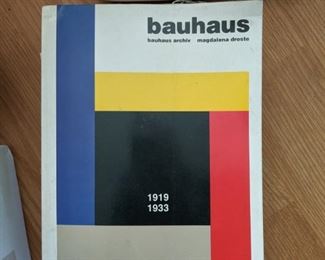 bauhaus
bauhaus archiv magdalena droste
1919
1933